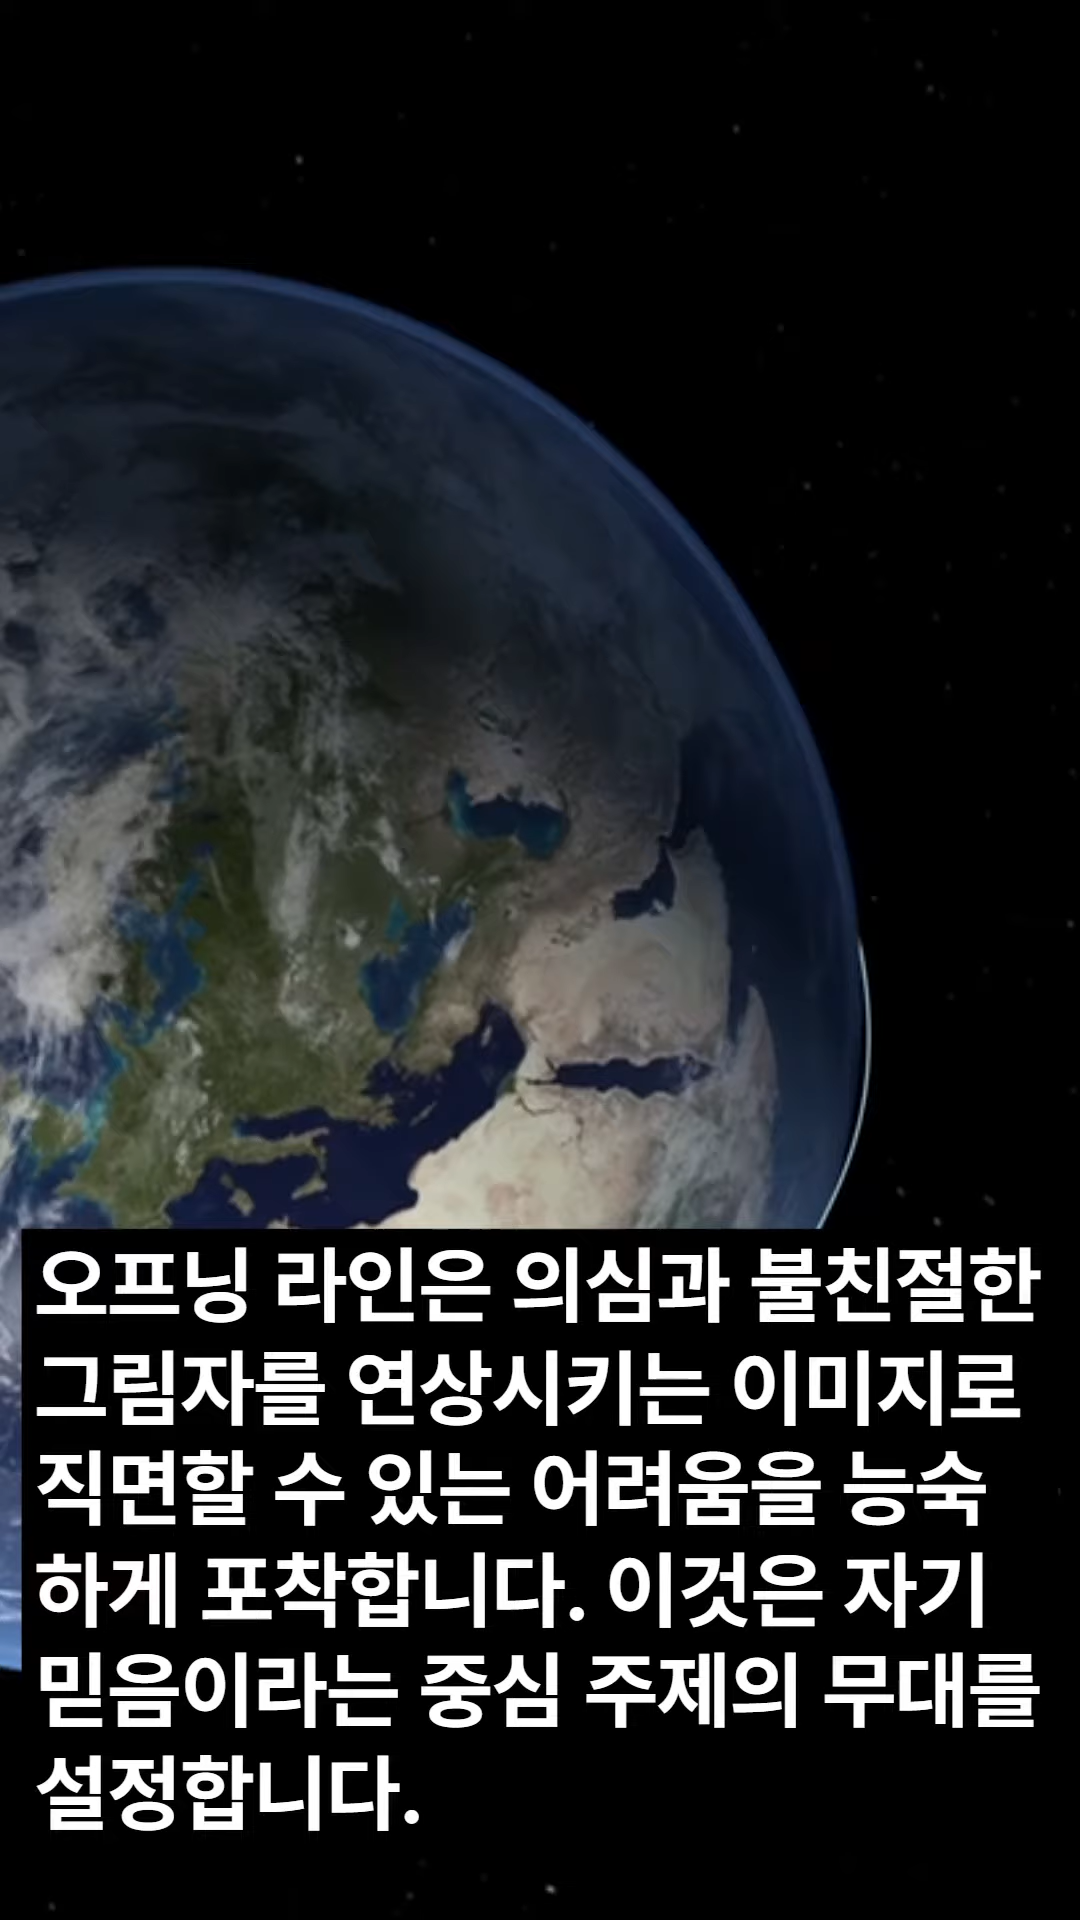 오프닝 라인은 의심과 불친절한
그림자를 연상시키는 이미지로
직면할 수 있는 어려움을 능숙
하게 포착합니다. 이것은 자기
믿음이라는 중심 주제의 무대를
설정합니다.